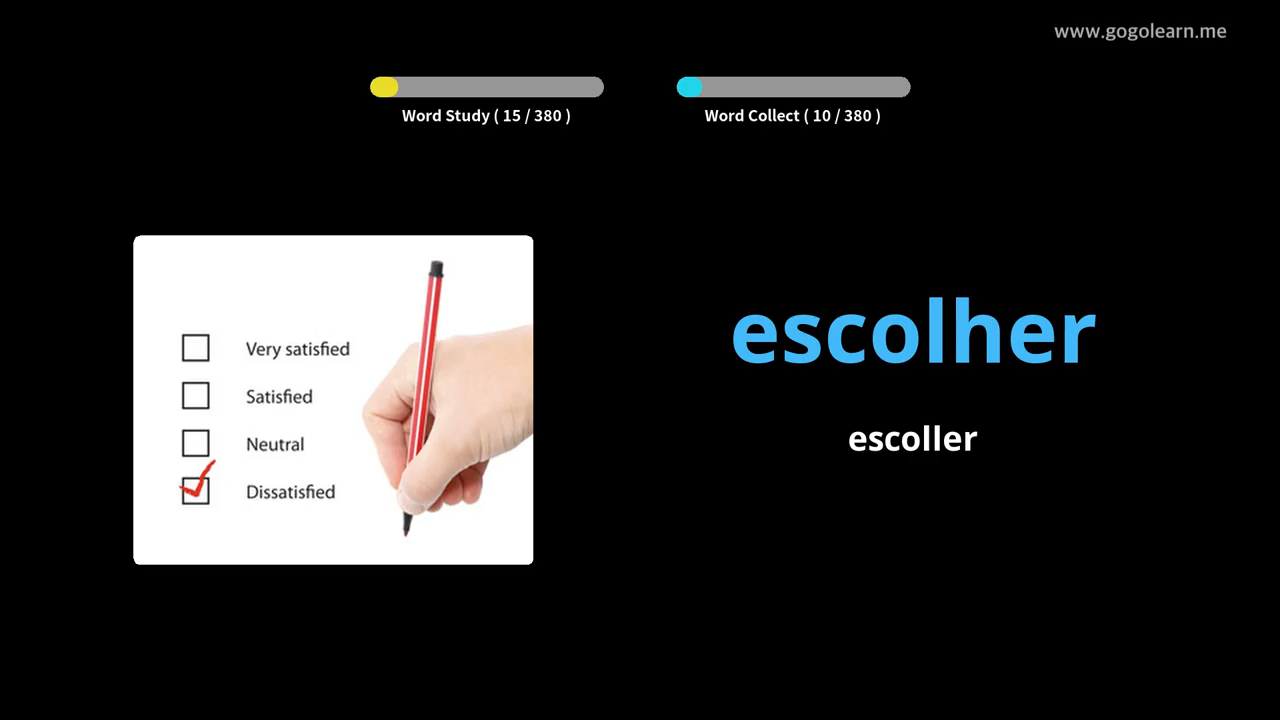 www.gogolearn.me
Word Study ( 15 / 380 )
Word Collect ( 10 / 380 )
Very satisfied
Satisfied
Neutral
Dissatisfied
escolher
escoller